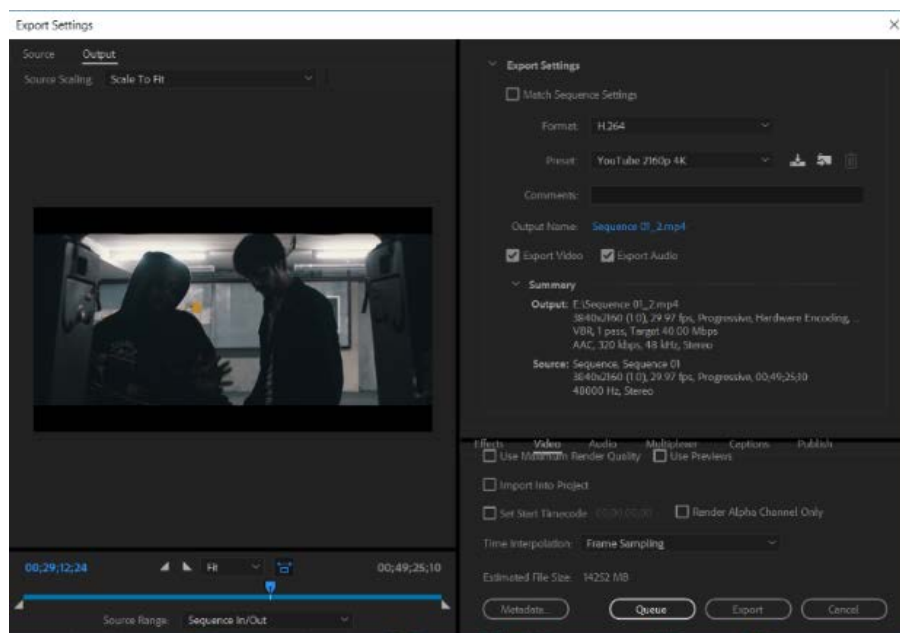 Export Settings
Source Output
Source Scaling: Scale To Fit
Export Settings
Match Sequence Settings
Format: H.264
Preset: YouTube 2160p 4K
Comments:
Output Name: Sequence 01_2.mp4
Export Video Export Audio
Summary
Output: E:\Sequence 01_2.mp4
3840x2160 (1.0), 29.97 fps, Progressive, Hardware Encoding, ...
VBR, 1 pass, Target 40.00 Mbps
AAC, 320 kbps, 48 kHz, Stereo
Source: Sequence, Sequence 01
3840x2160 (1.0), 29.97 fps, Progressive, 00;49;25;10
48000 Hz, Stereo
Effects Video Audio Multiplexer Captions Publish
Use Maximum Render Quality Use Previews
Import Into Project
Set Start Timecode 00;00;00;00 Render Alpha Channel Only
Time Interpolation: Frame Sampling
Estimated File Size: 14252 MB
Metadata... Queue Export Cancel
00;29;12;24 Fit 00;49;25;10
Source Range: Sequence In/Out